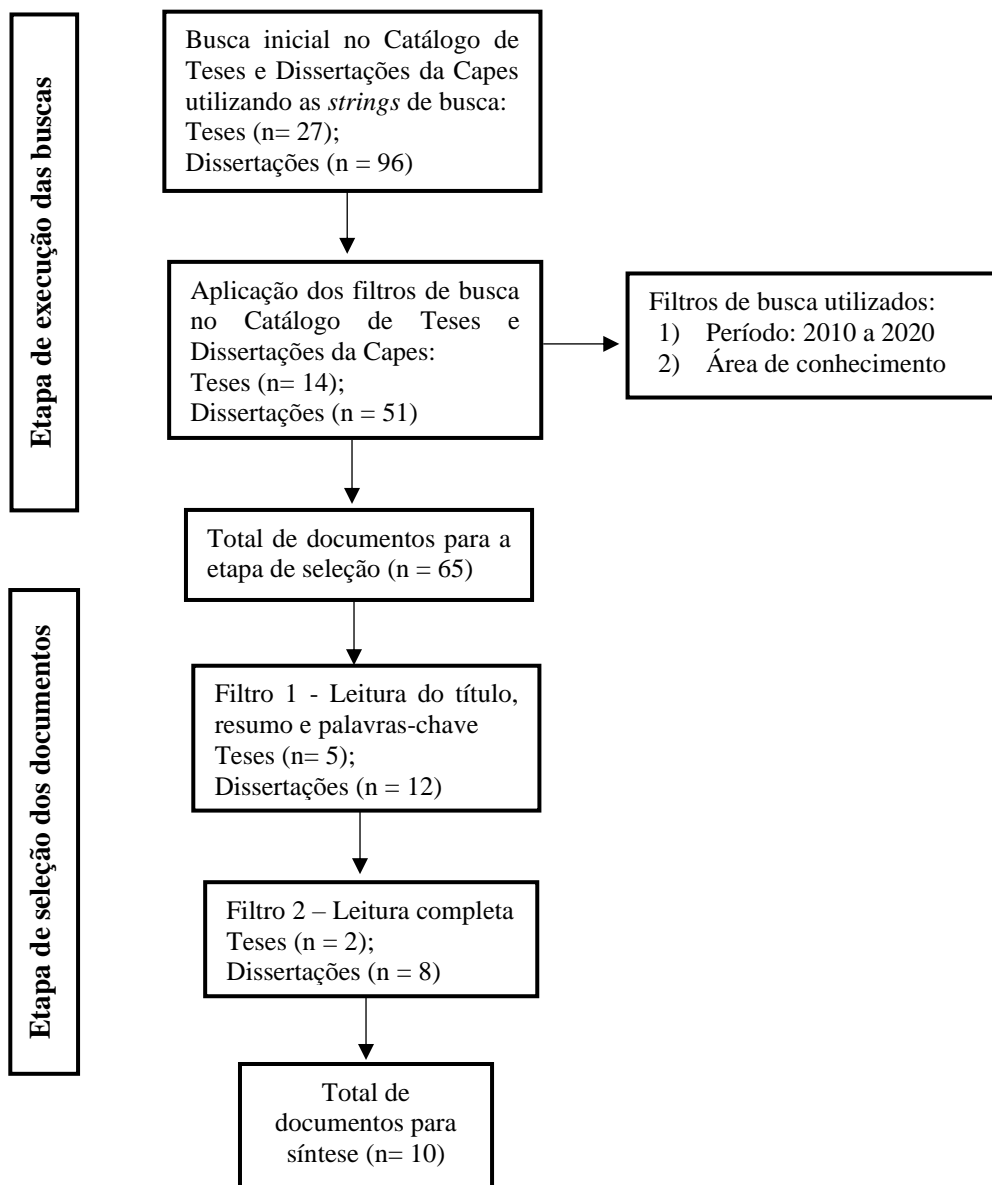 Etapa de execução das buscas
Busca inicial no Catálogo de
Teses e Dissertações da Capes
utilizando as strings de busca:
Teses (n= 27);
Dissertações (n = 96)
Aplicação dos filtros de busca
no Catálogo de Teses e
Dissertações da Capes:
Teses (n= 14);
Dissertações (n = 51)
Filtros de busca utilizados:
1) Período: 2010 a 2020
2) Área de conhecimento
Total de documentos para a
etapa de seleção (n = 65)
Etapa de seleção dos documentos
Filtro 1 - Leitura do título,
resumo e palavras-chave
Teses (n= 5);
Dissertações (n = 12)
Filtro 2 – Leitura completa
Teses (n = 2);
Dissertações (n = 8)
Total de
documentos para
síntese (n= 10)